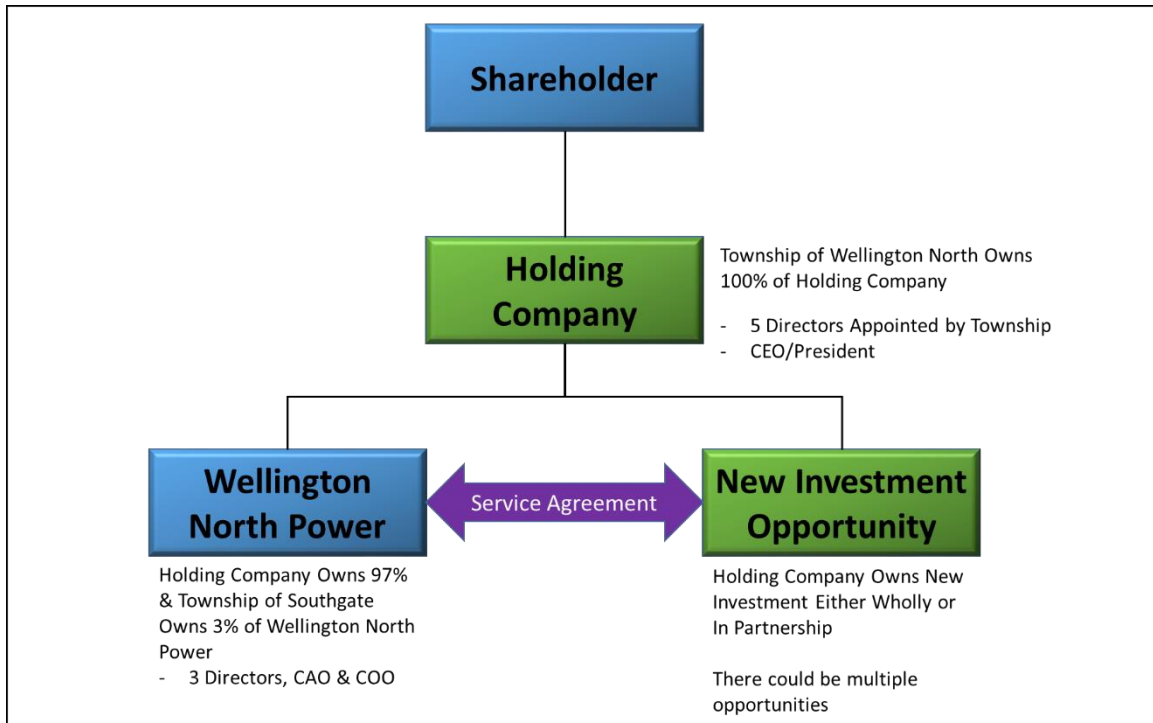 Shareholder
Holding
Company
Township of Wellington North Owns
100% of Holding Company
- 5 Directors Appointed by Township
- CEO/President
Wellington
North Power
Service Agreement
New Investment
Opportunity
Holding Company Owns 97%
& Township of Southgate
Owns 3% of Wellington North
Power
- 3 Directors, CAO & COO
Holding Company Owns New
Investment Either Wholly or
In Partnership
There could be multiple
opportunities